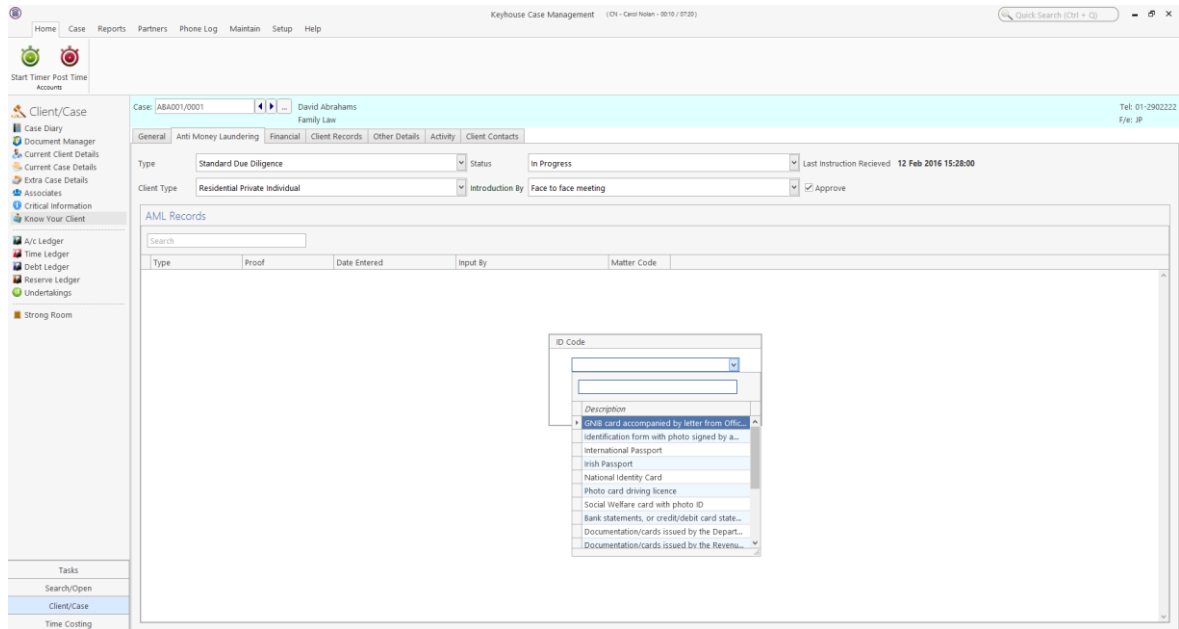 Keyhouse Case Management (CN - Carol Nolan - 00:10 / 07:20)
Quick Search (Ctrl + Q)
Home Case Reports Partners Phone Log Maintain Setup Help
Start Timer Post Time
Accounts
Client/Case
Case Diary
Document Manager
Current Client Details
Current Case Details
Extra Case Details
Associates
Critical Information
Know Your Client
A/c Ledger
Time Ledger
Debt Ledger
Reserve Ledger
Undertakings
Strong Room
Tasks
Search/Open
Client/Case
Time Costing
Case: ABA001/0001 ... David Abrahams Tel: 01-2902222
Family Law F/e: JP
General Anti Money Laundering Financial Client Records Other Details Activity Client Contacts
Type Standard Due Diligence Status In Progress Last Instruction Recieved 12 Feb 2016 15:28:00
Client Type Residential Private Individual Introduction By Face to face meeting Approve
AML Records
Search
Type Proof Date Entered Input By Matter Code
ID Code
Description
GNIB card accompanied by letter from Offic...
Identification form with photo signed by a...
International Passport
Irish Passport
National Identity Card
Photo card driving licence
Social Welfare card with photo ID
Bank statements, or credit/debit card state...
Documentation/cards issued by the Depart...
Documentation/cards issued by the Revenu...